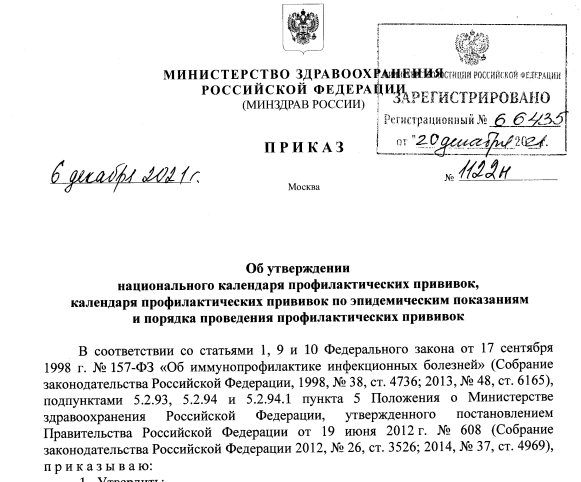 МИНИСТЕРСТВО ЗДРАВООХРАНЕНИЯ
РОССИЙСКОЙ ФЕДЕРАЦИИ
(МИНЗДРАВ РОССИИ)
ЮСТИЦИИ РОССИЙСКОЙ ФЕДЕРАЦИИ
ЗАРЕГИСТРИРОВАНО
Регистрационный № 66435
от "20 декабря 2021.
ПРИКАЗ
6 декабря 2021 г.
Москва
№ 1122н
Об утверждении
национального календаря профилактических прививок,
календаря профилактических прививок по эпидемическим показаниям
и порядка проведения профилактических прививок
В соответствии со статьями 1, 9 и 10 Федерального закона от 17 сентября
1998 г. № 157-ФЗ «Об иммунопрофилактике инфекционных болезней» (Собрание
законодательства Российской Федерации, 1998, № 38, ст. 4736; 2013, № 48, ст. 6165),
подпунктами 5.2.93, 5.2.94 и 5.2.94.1 пункта 5 Положения о Министерстве
здравоохранения Российской Федерации, утвержденного постановлением
Правительства Российской Федерации от 19 июня 2012 г. № 608 (Собрание
законодательства Российской Федерации 2012, № 26, ст. 3526; 2014, № 37, ст. 4969),
приказываю:
1. Утвердить: